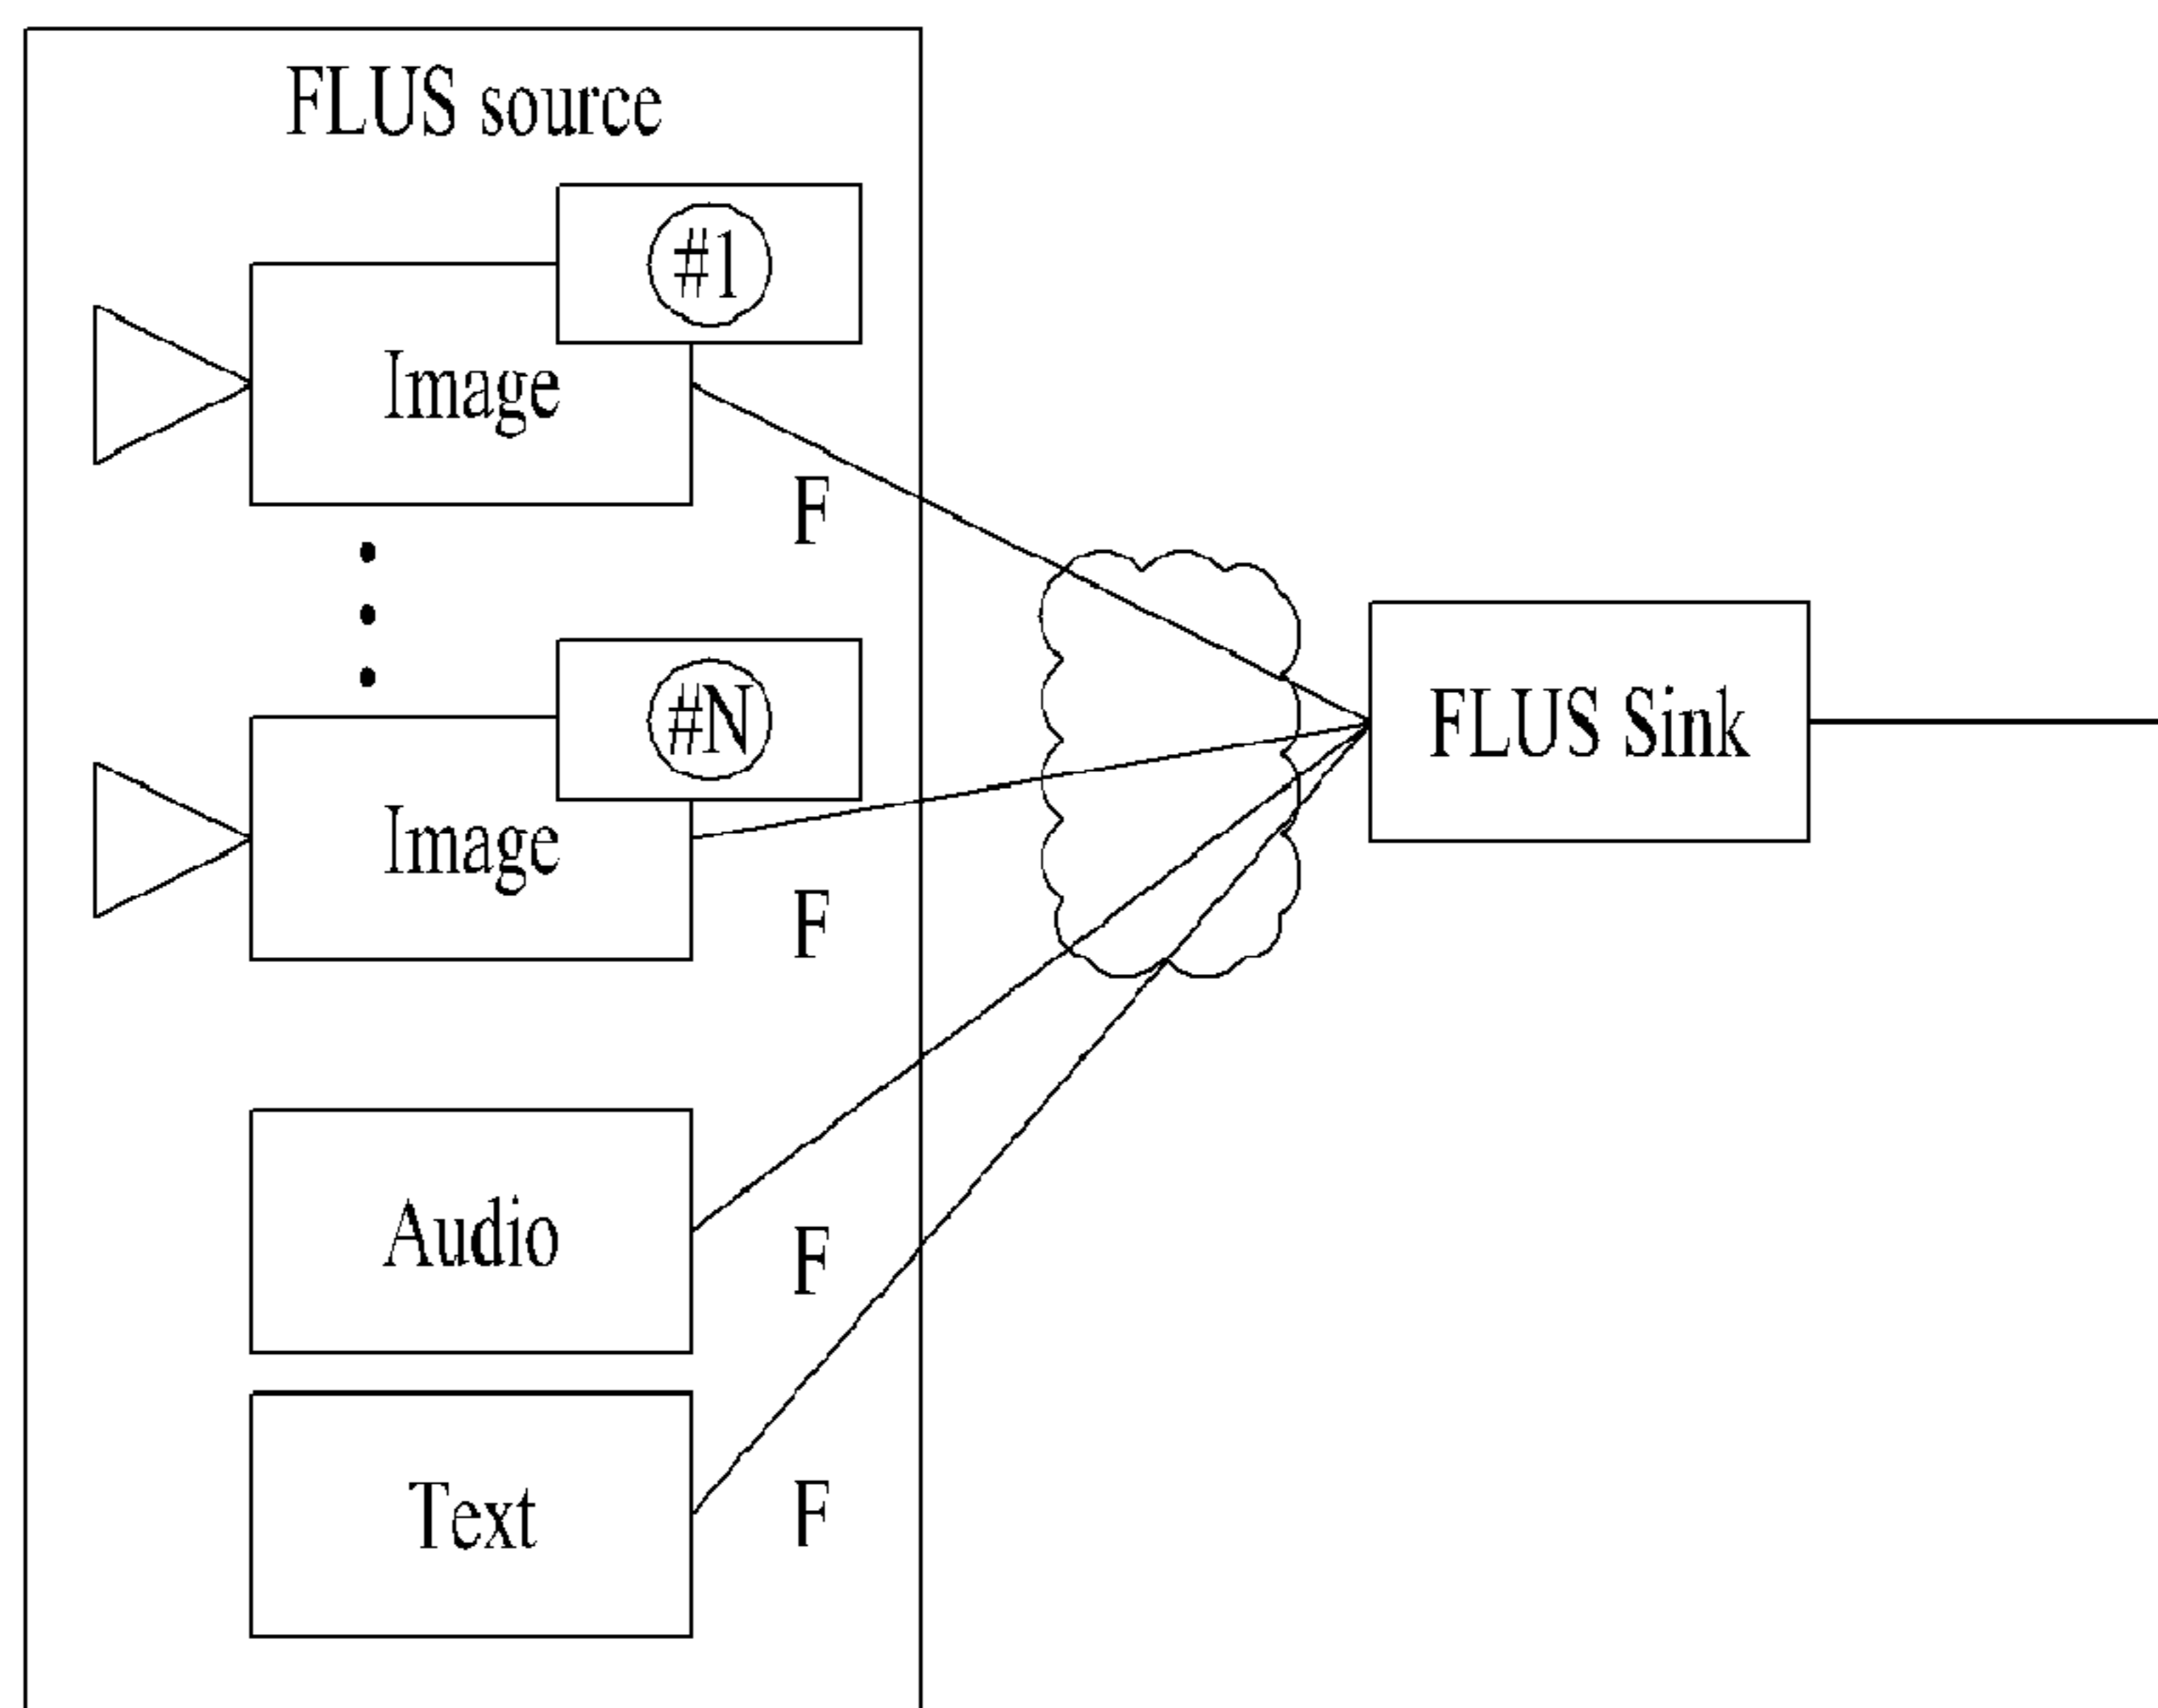 FLUS source
#1
Image
F
#N
Image
F
FLUS Sink
Audio
F
Text
F